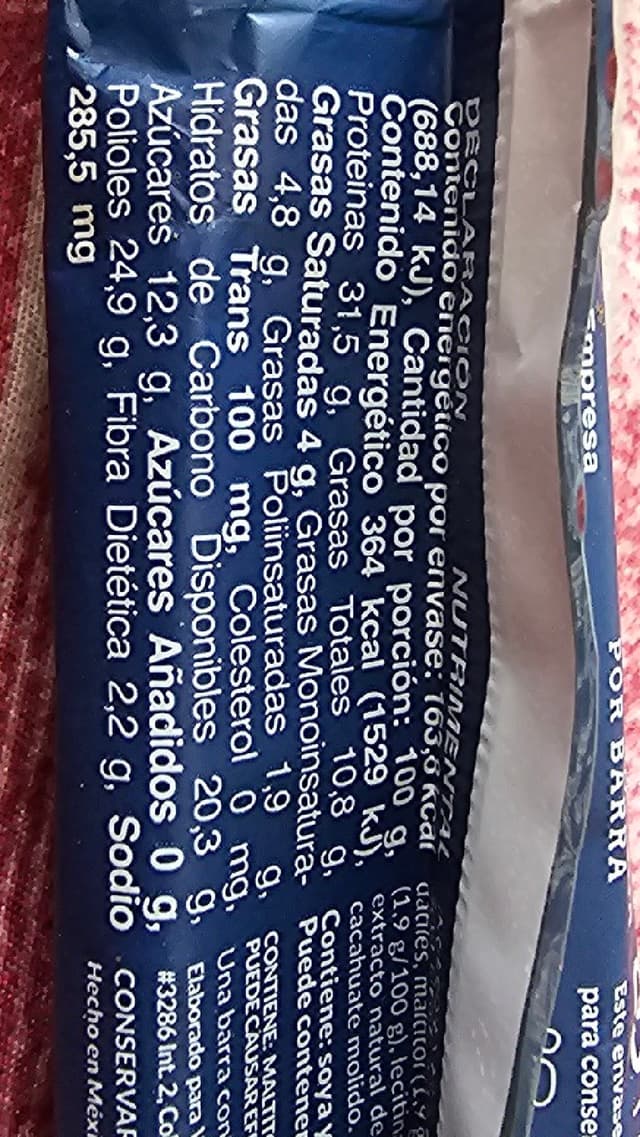 DECLARACIÓN NUTRIMENTAL
Contenido energético por envase: 163,8 kcal
(688,14 kJ), Cantidad por porción: 100 g,
Contenido Energético 364 kcal (1529 kJ),
Proteínas 31,5 g, Grasas Totales 10,8 g,
Grasas Saturadas 4 g, Grasas Monoinsatura-
das 4,8 g, Grasas Poliinsaturadas 1,9 g,
Grasas Trans 100 mg, Colesterol 0 mg,
Hidratos de Carbono Disponibles 20,3 g,
Azúcares 12,3 g, Azúcares Añadidos 0 g,
Polioles 24,9 g, Fibra Dietética 2,2 g, Sodio
285,5 mg
(1,9 g/100 g), lecitin
extracto natural de
cacahuate molido.
Contiene: soya y
Puede contener
CONTIENE MALTIT
PUEDE CAUSAR EF
Una barra con
Elaborado para V
#3286 Int. 2, Col
CONSERVAR
Hecho en Méxi
empresa
POR BARRA
Este envase
para conse